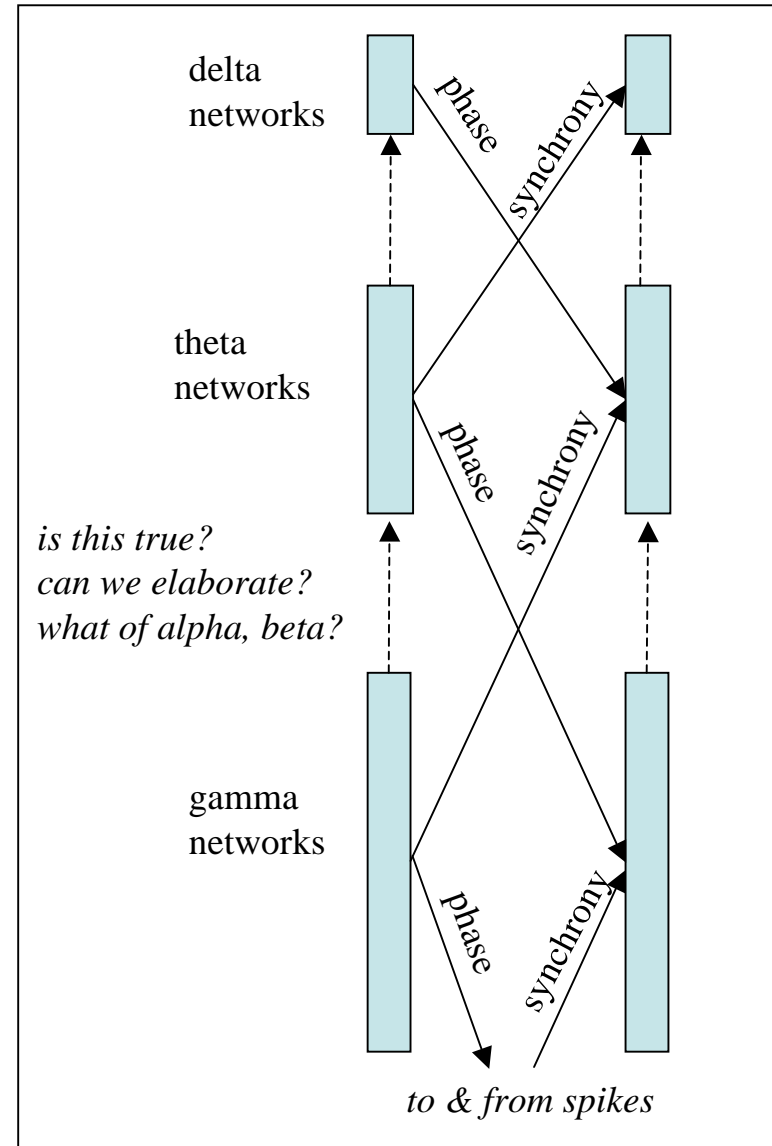 delta
networks
phase
synchrony
theta
networks
phase
synchrony
is this true?
can we elaborate?
what of alpha, beta?
gamma
networks
phase
synchrony
to & from spikes